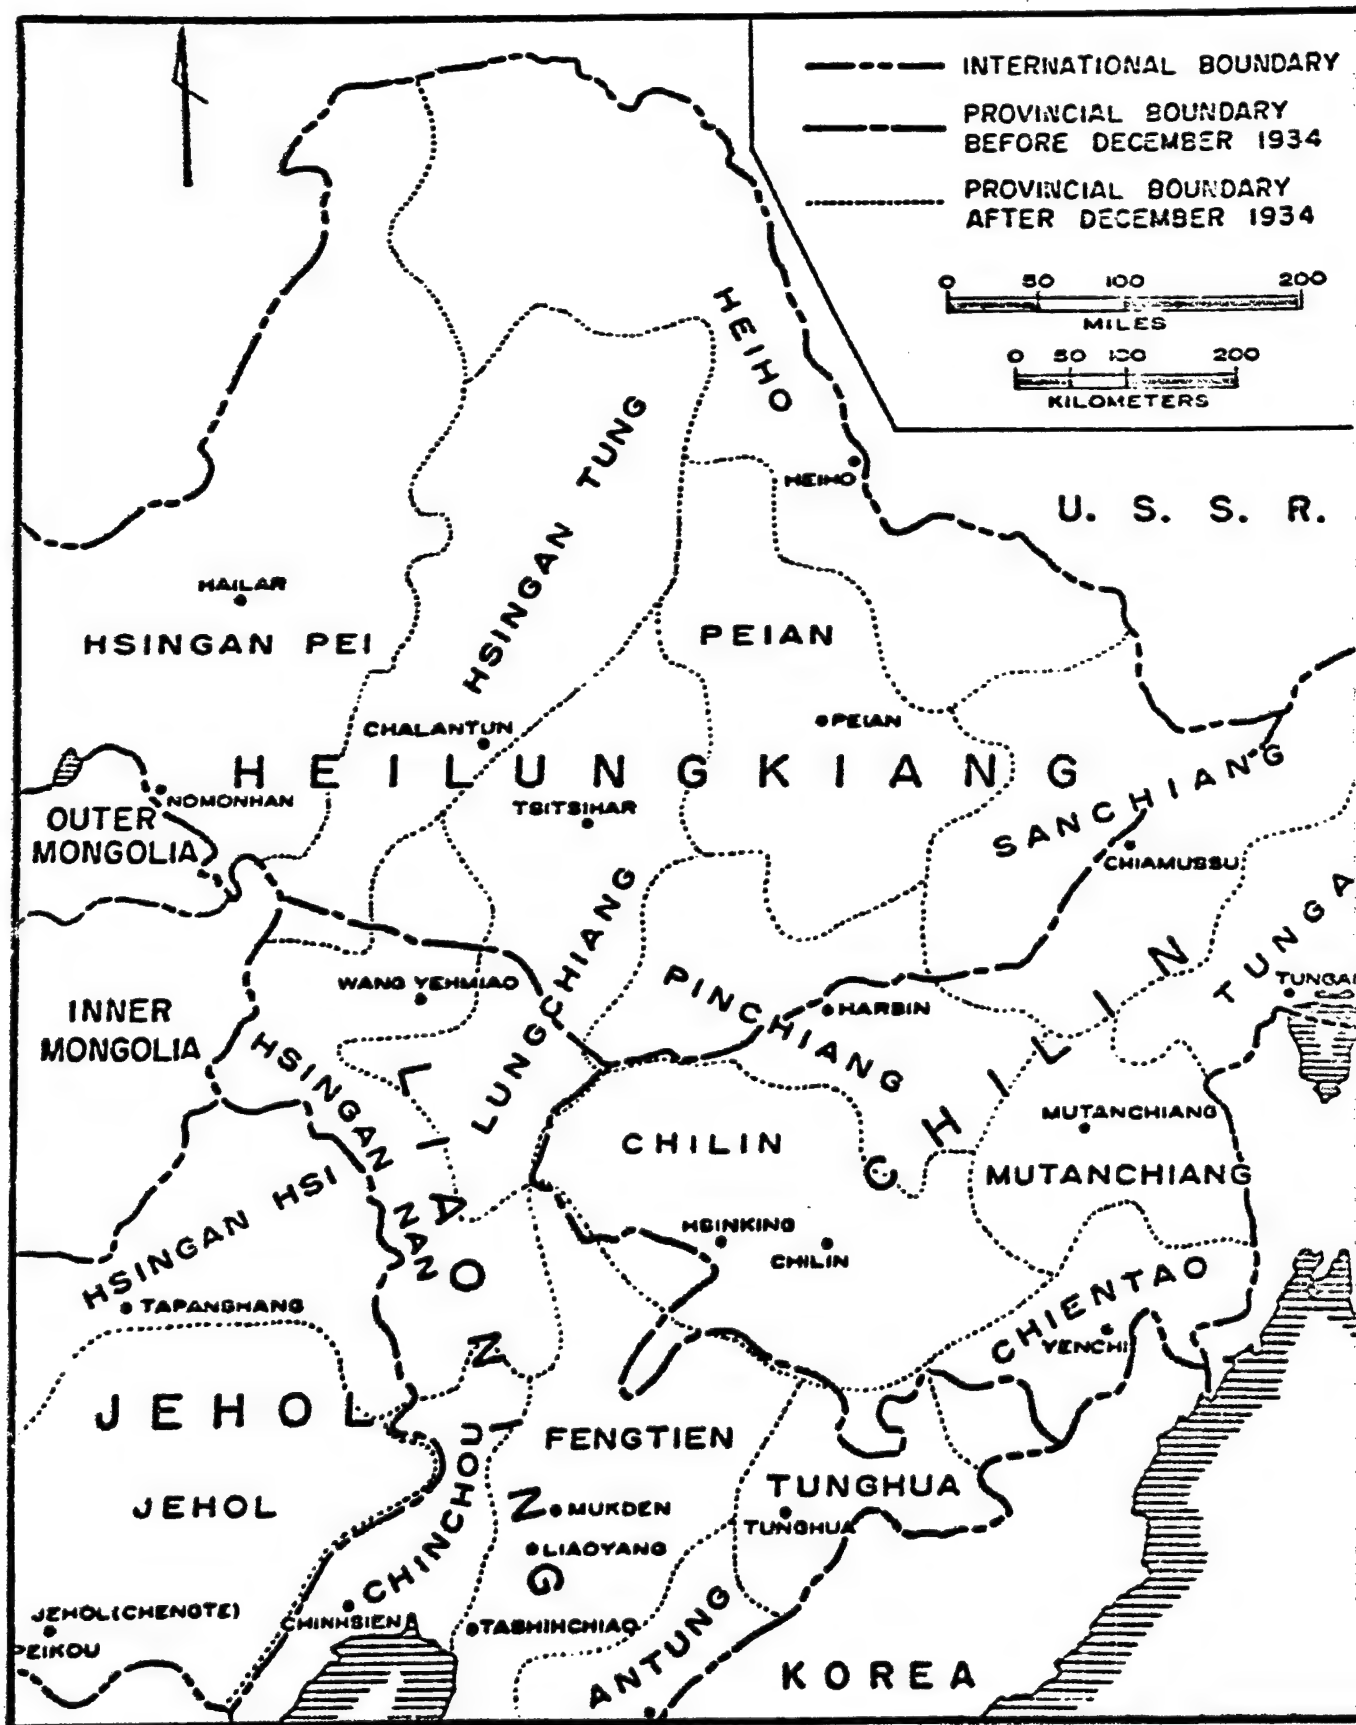 INTERNATIONAL BOUNDARY
PROVINCIAL BOUNDARY
BEFORE DECEMBER 1934
PROVINCIAL BOUNDARY
AFTER DECEMBER 1934
0 50 100 200
MILES
0 50 100 200
KILOMETERS
HEIHO
HEIHO
HSINGAN TUNG
U. S. S. R.
HAILAR
HSINGAN PEI
PEIAN
PEIAN
CHALANTUN
HEILUNGKIANG
NOMONHAN
TSITSIHAR
OUTER
MONGOLIA
SANCHIANG
CHIAMUSSU
LUNGCHIANG
PINCHIANG
HARBIN
TUNGA
TUNGAN
WANG YEHMIAO
INNER
MONGOLIA
HSINGAN NAN
LIAONING
CHILIN
CHILIN
MUTANCHIANG
MUTANCHIANG
HSINGAN HSI
TAPANGHANG
HSINKING
CHILIN
CHIENTAO
YENCHI
JEHOL
JEHOL
CHINCHOU
FENGTIEN
MUKDEN
LIAOYANG
TUNGHUA
TUNGHUA
JEHOL (CHENGTE)
PEIKOU
CHINHSIEN
TASHIHCHIAO
ANTUNG
KOREA